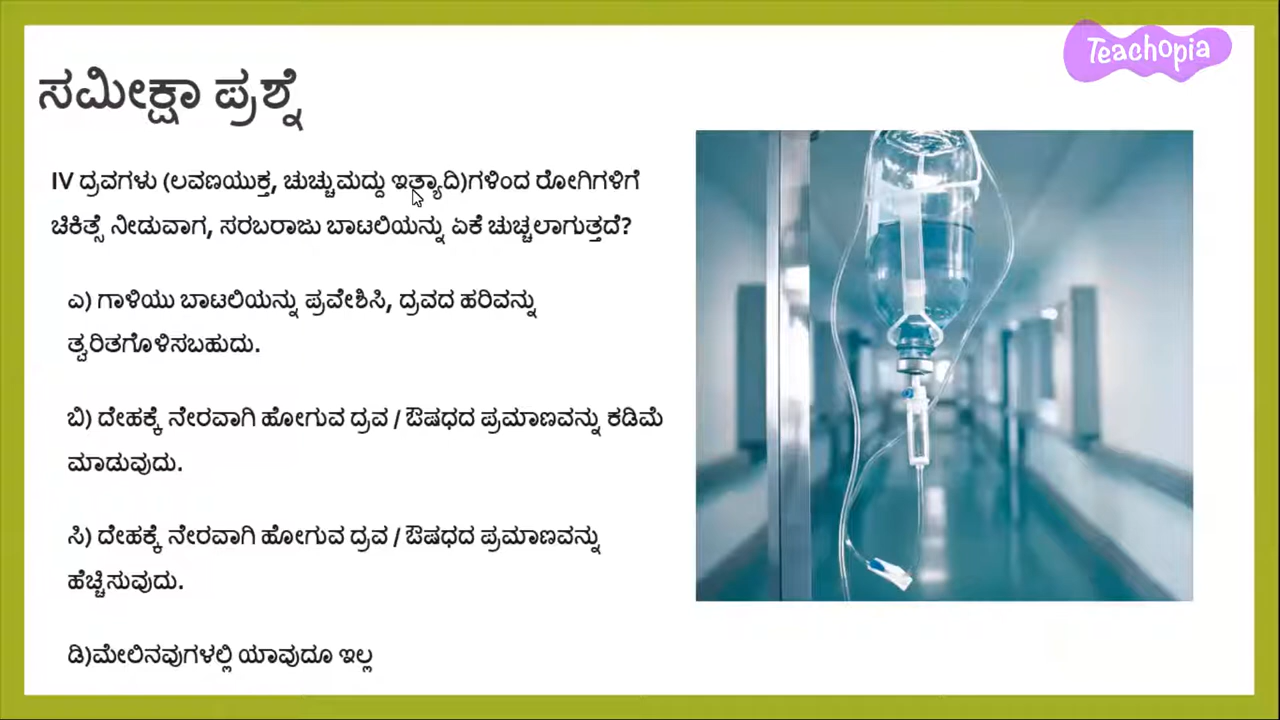 Teachopia
ಸಮೀಕ್ಷಾ ಪ್ರಶ್ನೆ
IV ದ್ರವಗಳು (ಲವಣಯುಕ್ತ, ಚುಚ್ಚುಮದ್ದು ಇತ್ಯಾದಿ)ಗಳಿಂದ ರೋಗಿಗಳಿಗೆ
ಚಿಕಿತ್ಸೆ ನೀಡುವಾಗ, ಸರಬರಾಜು ಬಾಟಲಿಯನ್ನು ಏಕೆ ಚುಚ್ಚಲಾಗುತ್ತದೆ?
ಎ) ಗಾಳಿಯು ಬಾಟಲಿಯನ್ನು ಪ್ರವೇಶಿಸಿ, ದ್ರವದ ಹರಿವನ್ನು
ತ್ವರಿತಗೊಳಿಸಬಹುದು.
ಬಿ) ದೇಹಕ್ಕೆ ನೇರವಾಗಿ ಹೋಗುವ ದ್ರವ / ಔಷಧದ ಪ್ರಮಾಣವನ್ನು ಕಡಿಮೆ
ಮಾಡುವುದು.
ಸಿ) ದೇಹಕ್ಕೆ ನೇರವಾಗಿ ಹೋಗುವ ದ್ರವ / ಔಷಧದ ಪ್ರಮಾಣವನ್ನು
ಹೆಚ್ಚಿಸುವುದು.
ಡಿ)ಮೇಲಿನವುಗಳಲ್ಲಿ ಯಾವುದೂ ಇಲ್ಲ